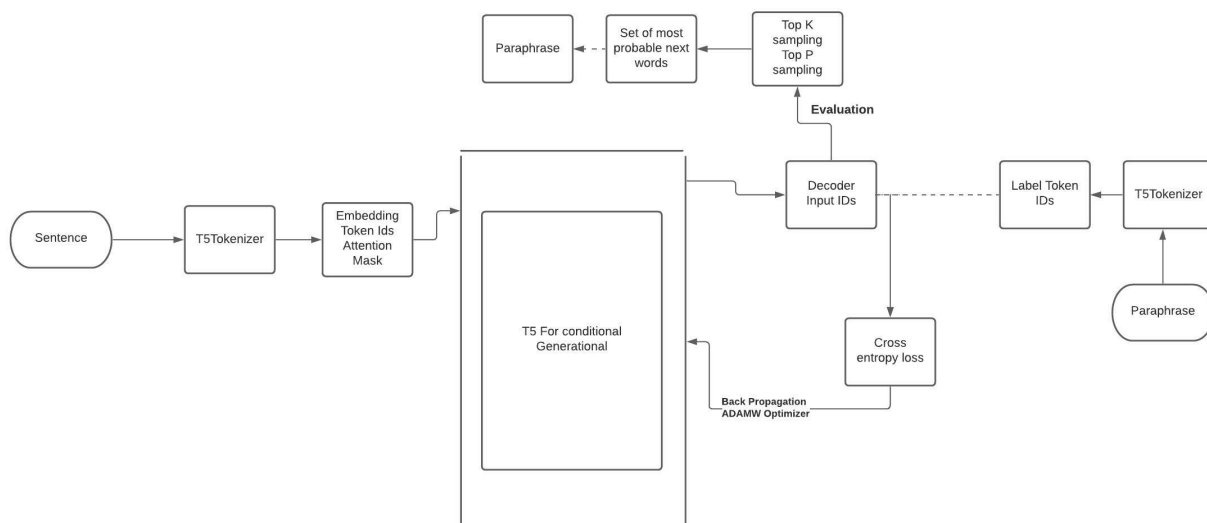 Paraphrase
Set of most
probable next
words
Top K
sampling
Top P
sampling
Evaluation
Sentence
T5Tokenizer
Embedding
Token Ids
Attention
Mask
T5 For conditional
Generational
Decoder
Input IDs
Label Token
IDs
T5Tokenizer
Paraphrase
Cross
entropy loss
Back Propagation
ADAMW Optimizer